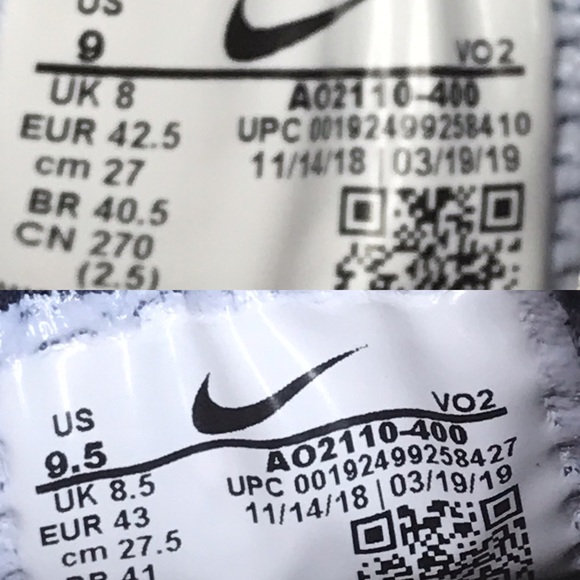 US
9
VO2
UK 8
AO2110-400
EUR 42.5
UPC 00192499258410
cm 27
11/14/18 | 03/19/19
BR 40.5
CN 270
(2.5)
US
VO2
9.5
AO2110-400
UK 8.5
UPC 00192499258427
EUR 43
11/14/18 | 03/19/19
cm 27.5
BR 41